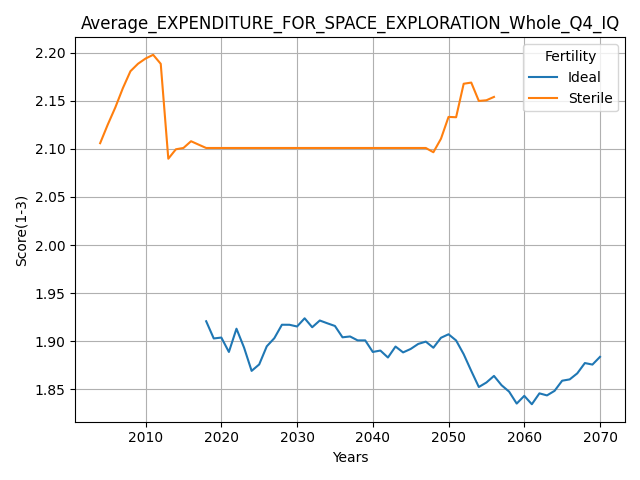 Average_EXPENDITURE_FOR_SPACE_EXPLORATION_Whole_Q4_IQ
Fertility
Ideal
Sterile
2.20
2.15
2.10
2.05
2.00
1.95
1.90
1.85
Score(1-3)
2010 2020 2030 2040 2050 2060 2070
Years